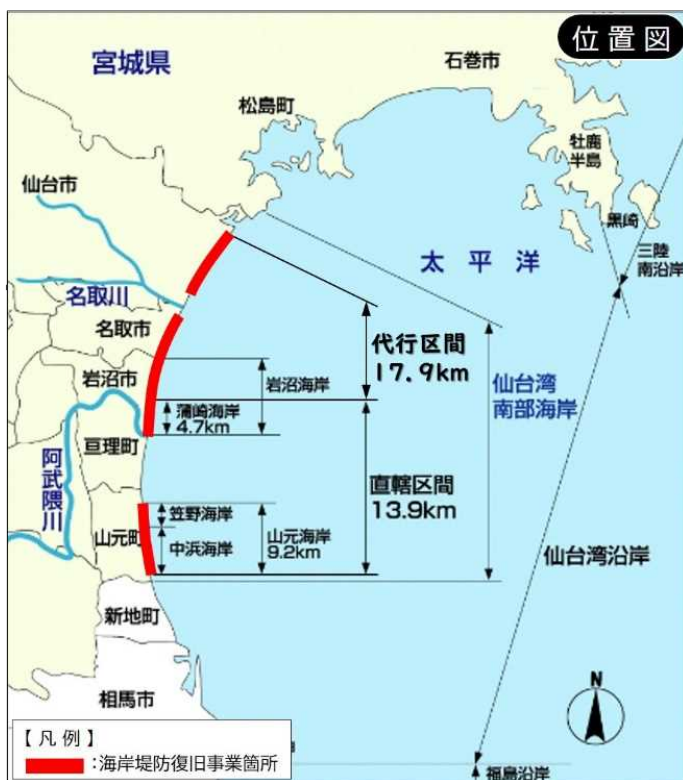 位置図
宮城県
石巻市
松島町
牡鹿
半島
仙台市
黒崎
三陸
南沿岸
太平洋
名取川
名取市
代行区間
17.9km
岩沼市
岩沼海岸
仙台湾
南部海岸
蒲崎海岸
4.7km
亘理町
阿武隈川
直轄区間
13.9km
笠野海岸
山元町
中浜海岸
山元海岸
9.2km
仙台湾沿岸
新地町
相馬市
N
【凡例】
:海岸堤防復旧事業箇所
福島沿岸